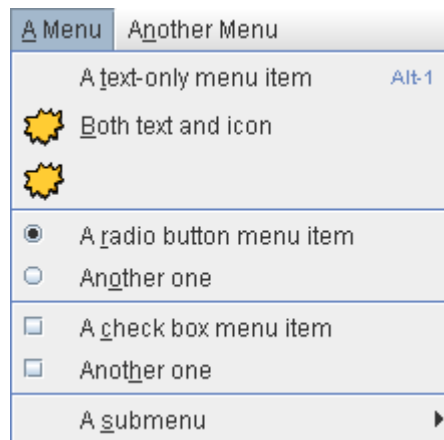 A Menu Another Menu
A text-only menu item Alt-1
Both text and icon
A radio button menu item
Another one
A check box menu item
Another one
A submenu